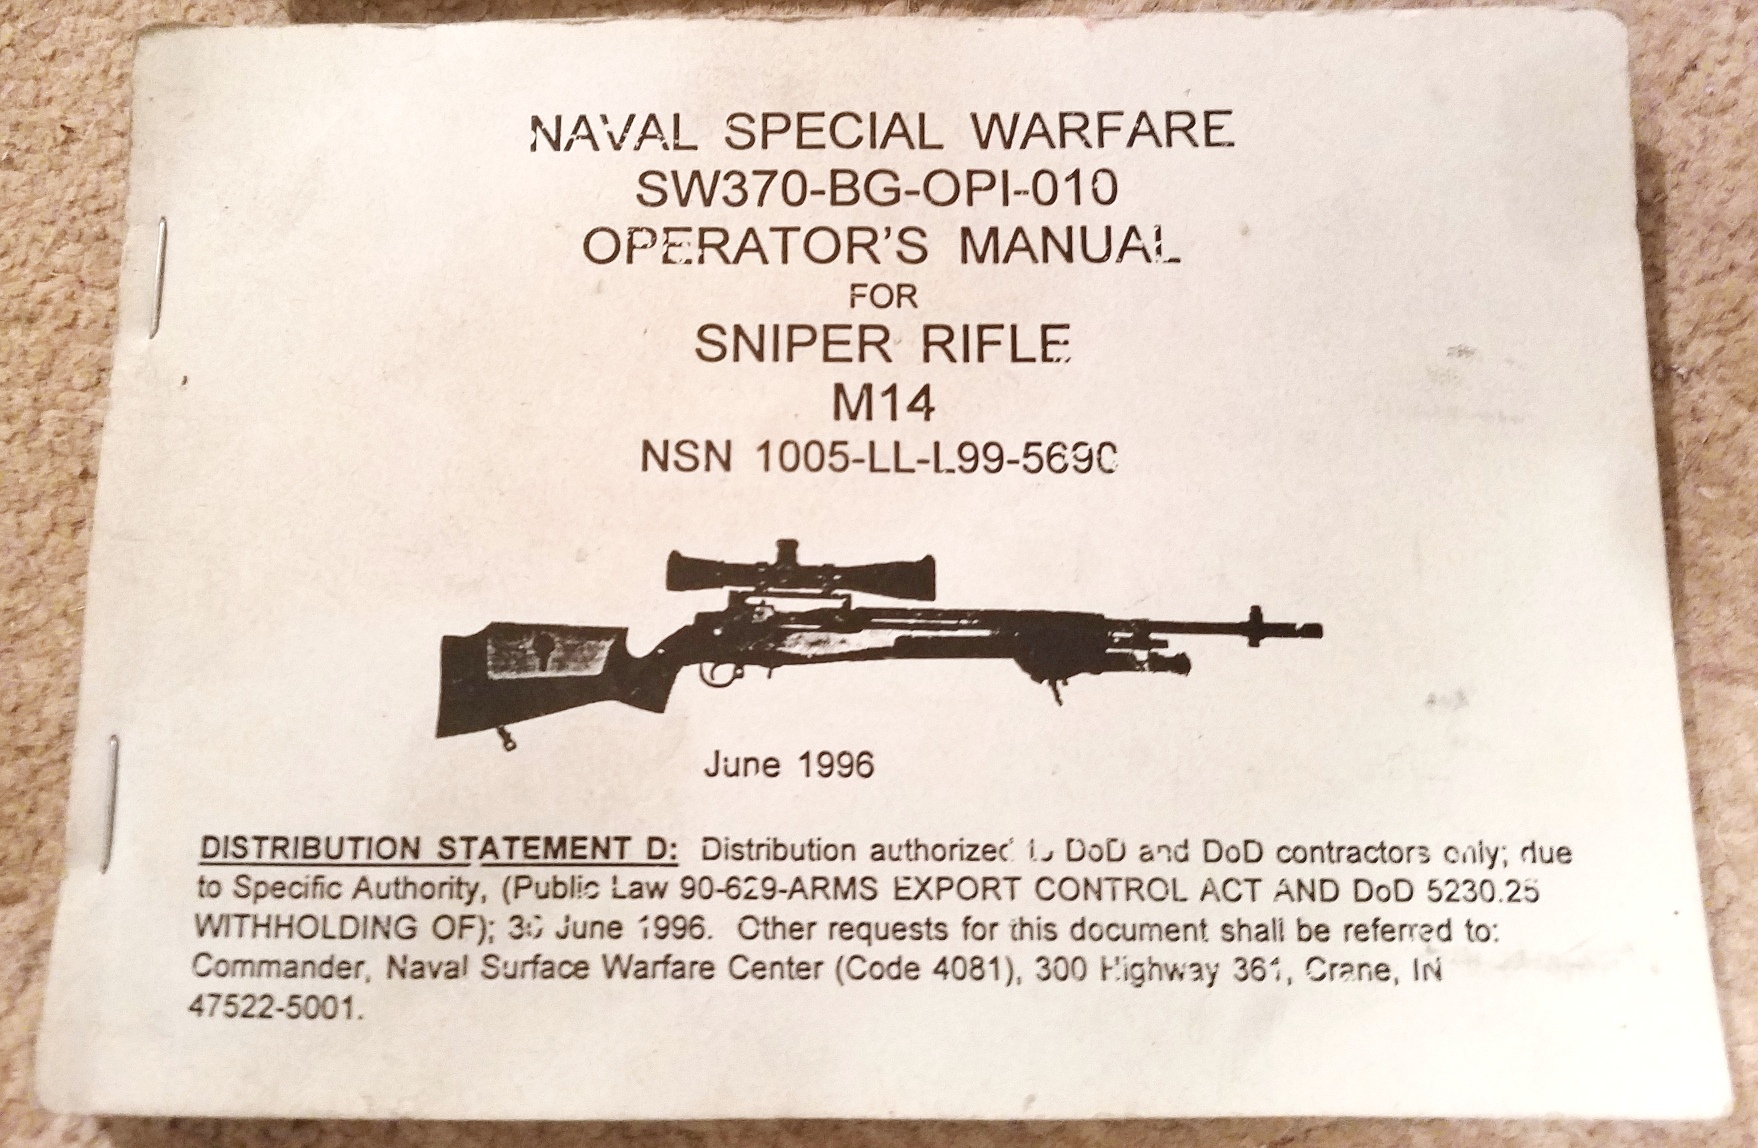 NAVAL SPECIAL WARFARE
SW370-BG-OPI-010
OPERATOR'S MANUAL
FOR
SNIPER RIFLE
M14
NSN 1005-LL-L99-5690
June 1996
DISTRIBUTION STATEMENT D: Distribution authorized to DoD and DoD contractors only; due
to Specific Authority, (Public Law 90-629-ARMS EXPORT CONTROL ACT AND DoD 5230.25
WITHHOLDING OF); June 1996. Other requests for this document shall be referred to:
Commander, Naval Surface Warfare Center (Code 4081), 300 Highway 361, Crane, IN
47522-5001.